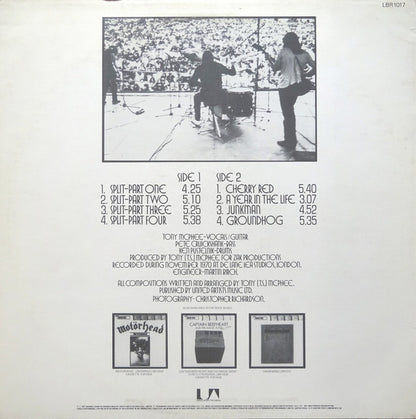 LBR 1017
SIDE 1
1. SPLIT-PART ONE 4.25
2. SPLIT-PART TWO 5.10
3. SPLIT-PART THREE 5.25
4. SPLIT-PART FOUR 5.38
SIDE 2
1. CHERRY RED 5.40
2. A YEAR IN THE LIFE 3.07
3. JUNKMAN 4.52
4. GROUNDHOG 5.35
TONY MCPHEE-VOCALS/GUITAR
PETE CRUICKSHANK-BASS
KEN PUSTELNIK-DRUMS
PRODUCED BY TONY (T.S.) MCPHEE FOR ZAK PRODUCTIONS
RECORDED DURING NOVEMBER 1970 AT DE LANE LEA STUDIOS, LONDON.
ENGINEER-MARTIN BIRCH.
ALL COMPOSITIONS WRITTEN AND ARRANGED BY TONY (T.S.) MCPHEE.
PUBLISHED BY UNITED ARTISTS MUSIC LTD.
PHOTOGRAPHY-CHRISTOPHER RICHARDSON.
Motörhead
CAPTAIN BEEFHEART